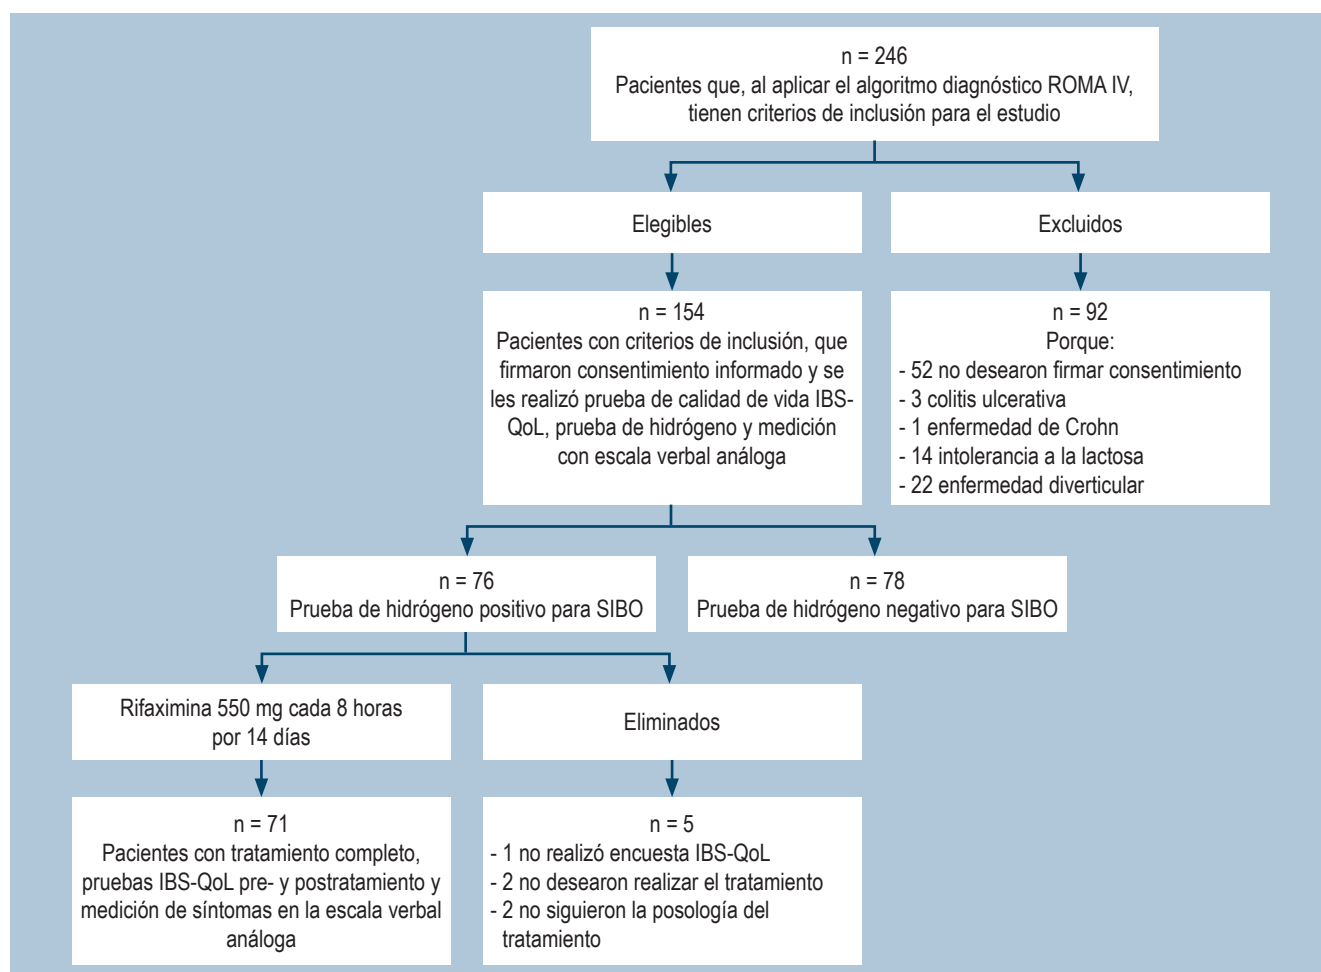 n = 246
Pacientes que, al aplicar el algoritmo diagnóstico ROMA IV,
tienen criterios de inclusión para el estudio
Elegibles
Excluidos
n = 154
Pacientes con criterios de inclusión, que
firmaron consentimiento informado y se
les realizó prueba de calidad de vida IBS-
QoL, prueba de hidrógeno y medición
con escala verbal análoga
n = 92
Porque:
- 52 no desearon firmar consentimiento
- 3 colitis ulcerativa
- 1 enfermedad de Crohn
- 14 intolerancia a la lactosa
- 22 enfermedad diverticular
n = 76
Prueba de hidrógeno positivo para SIBO
n = 78
Prueba de hidrógeno negativo para SIBO
Rifaximina 550 mg cada 8 horas
por 14 días
Eliminados
n = 71
Pacientes con tratamiento completo,
pruebas IBS-QoL pre- y postratamiento y
medición de síntomas en la escala verbal
análoga
n = 5
- 1 no realizó encuesta IBS-QoL
- 2 no desearon realizar el tratamiento
- 2 no siguieron la posología del
tratamiento